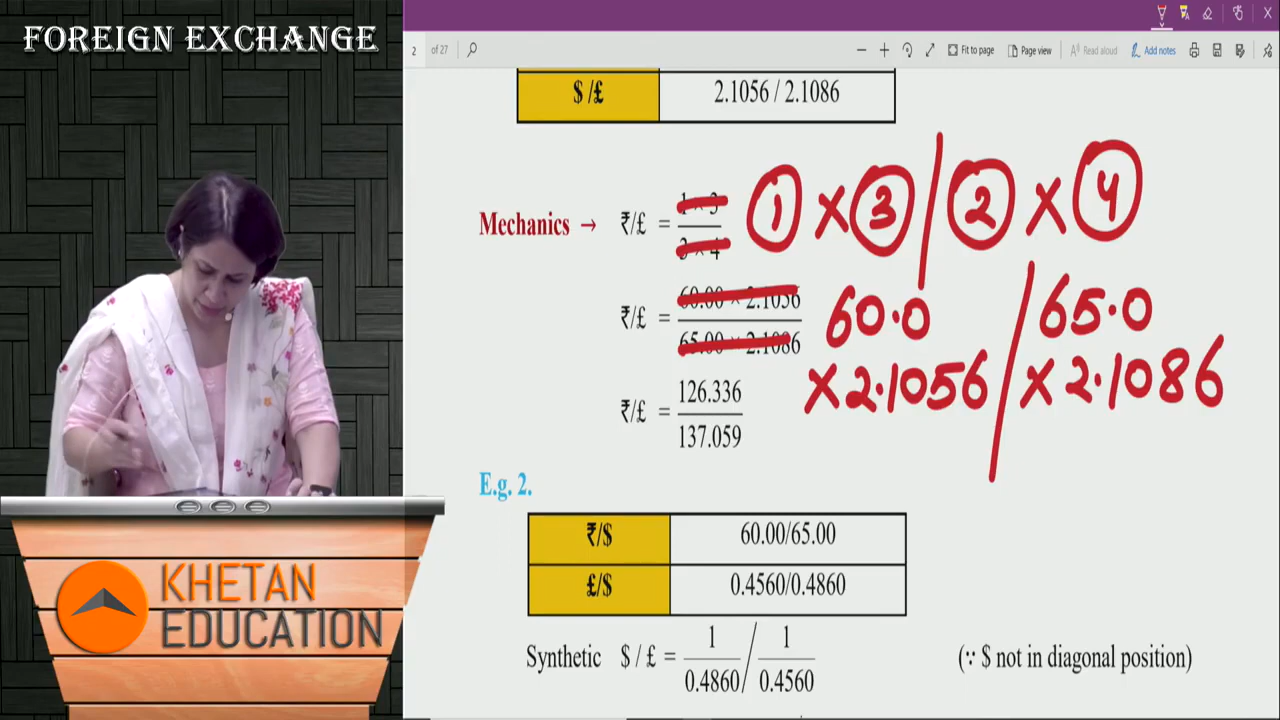 FOREIGN EXCHANGE
2 of 27
Fit to page
Page view
Read aloud
Add notes
$ /£ 2.1056 / 2.1086
Mechanics → ₹/£ = 1 × 3 / 3 × 4
① × ③ / ② × ④
₹/£ = 60.00 × 2.1056 / 65.00 × 2.1086
60.0 / 65.0
×2.1056 / ×2.1086
₹/£ = 126.336 / 137.059
E.g. 2.
₹/$ 60.00/65.00
£/$ 0.4560/0.4860
Synthetic $ / £ = 1/0.4860 / 1/0.4560 (∵ $ not in diagonal position)
KHETAN
EDUCATION